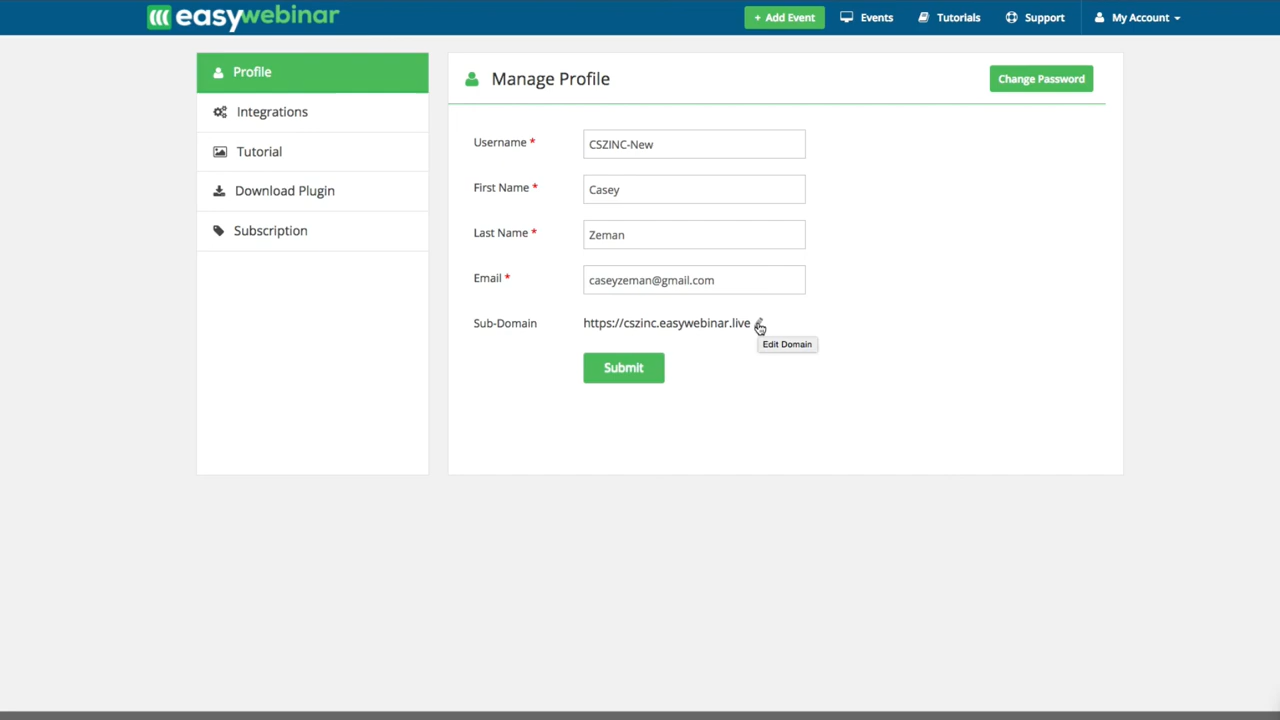 easywebinar
+ Add Event
Events
Tutorials
Support
My Account
Profile
Integrations
Tutorial
Download Plugin
Subscription
Manage Profile
Change Password
Username *
CSZINC-New
First Name *
Casey
Last Name *
Zeman
Email *
caseyzeman@gmail.com
Sub-Domain
https://cszinc.easywebinar.live
Edit Domain
Submit